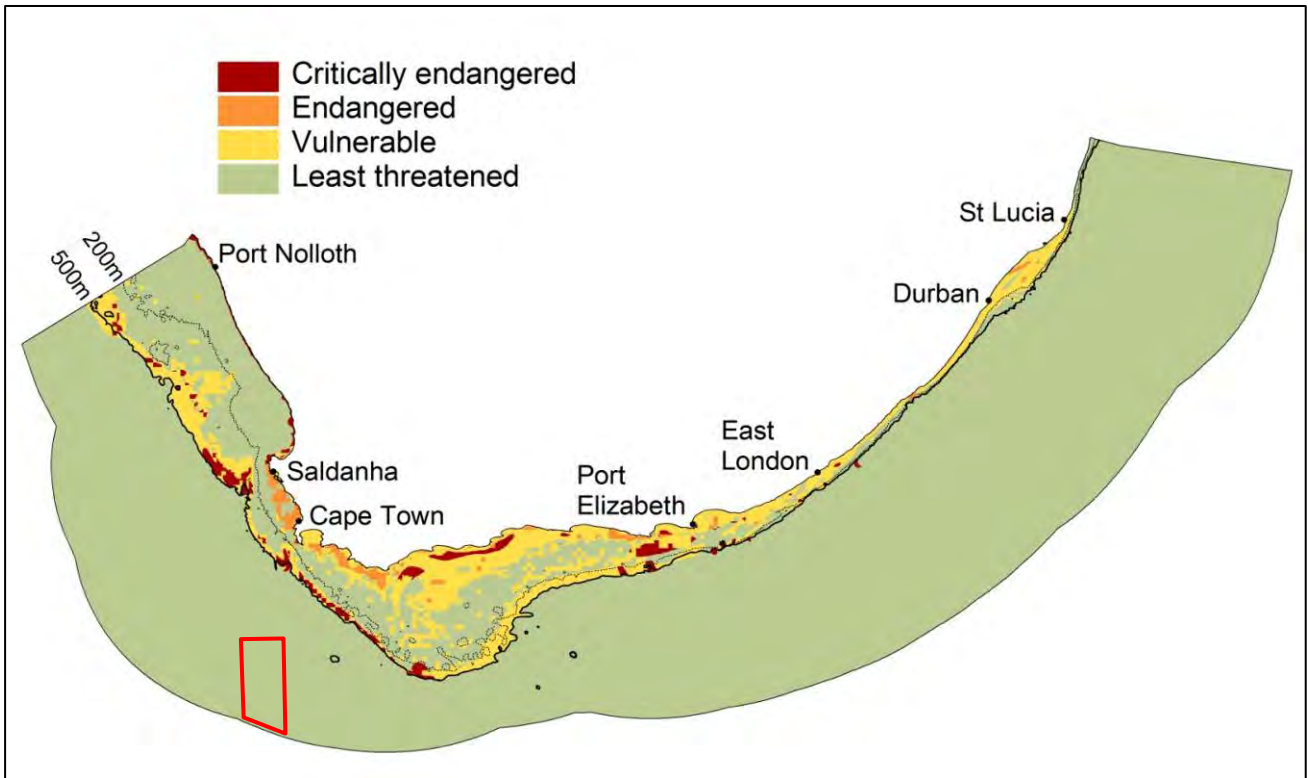 Critically endangered
Endangered
Vulnerable
Least threatened
St Lucia
200m
500m
Port Nolloth
Durban
East
London
Saldanha
Port
Elizabeth
Cape Town